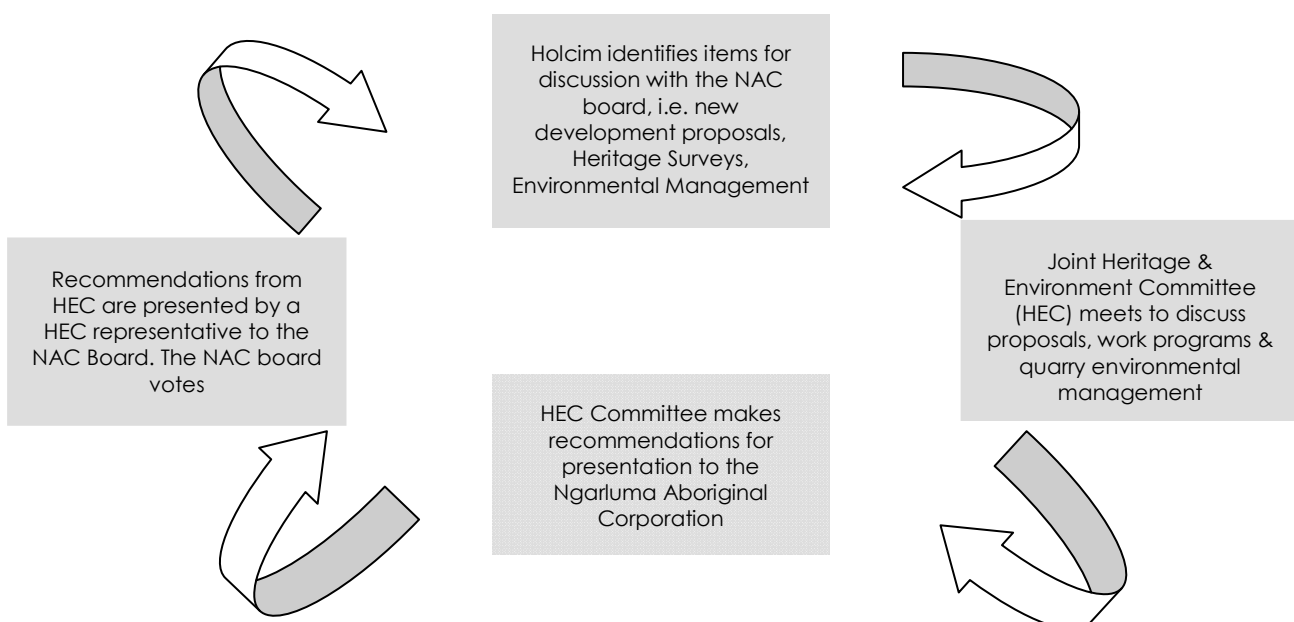 Holcim identifies items for
discussion with the NAC
board, i.e. new
development proposals,
Heritage Surveys,
Environmental Management
Joint Heritage &
Environment Committee
(HEC) meets to discuss
proposals, work programs &
quarry environmental
management
HEC Committee makes
recommendations for
presentation to the
Ngarluma Aboriginal
Corporation
Recommendations from
HEC are presented by a
HEC representative to the
NAC Board. The NAC board
votes